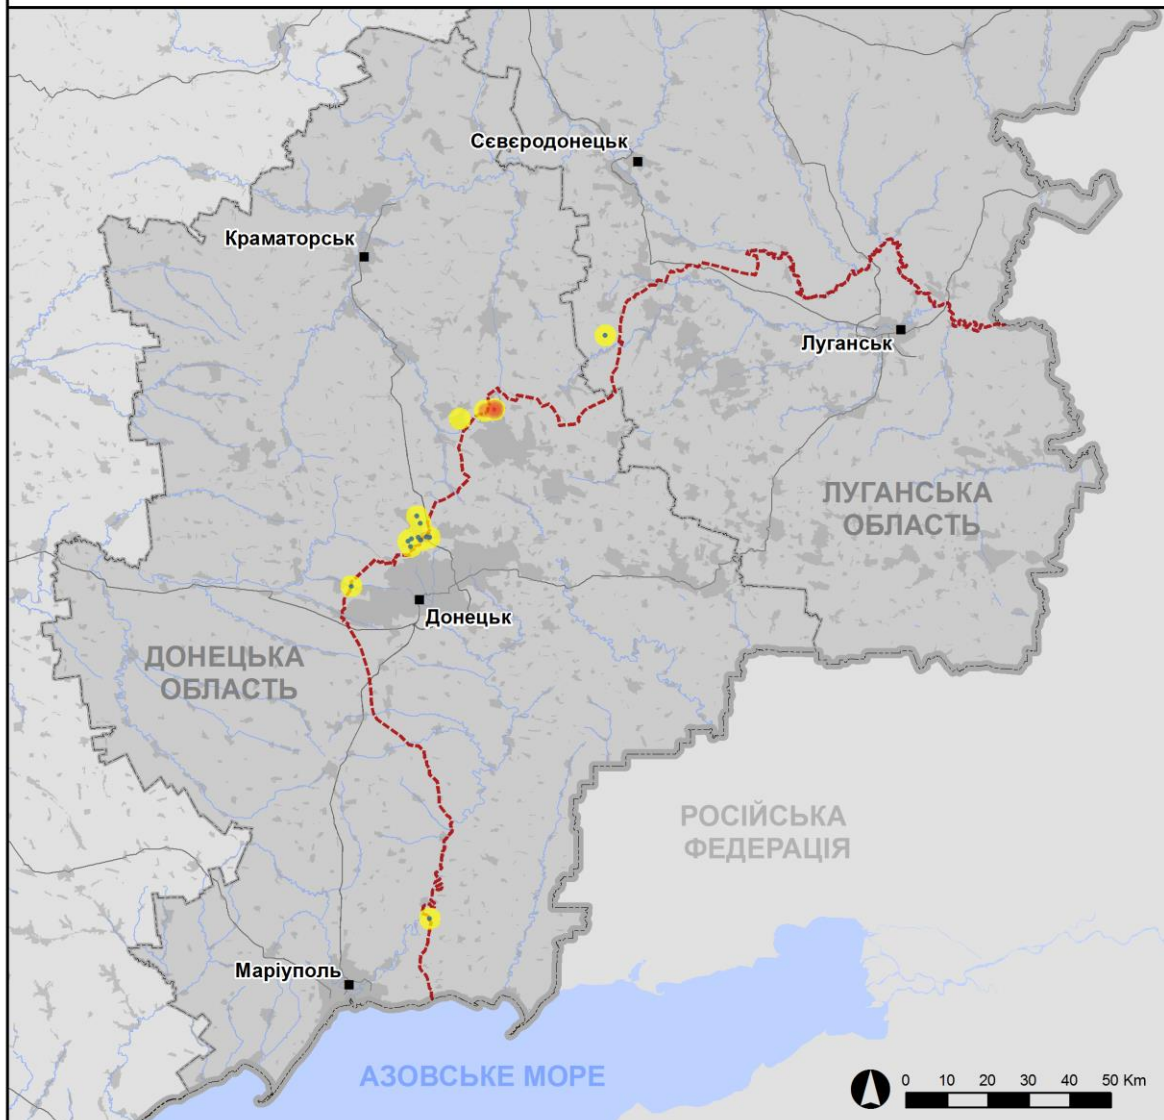 Сєвєродонецьк
Краматорськ
Луганськ
ЛУГАНСЬКА
ОБЛАСТЬ
Донецьк
ДОНЕЦЬКА
ОБЛАСТЬ
РОСІЙСЬКА
ФЕДЕРАЦІЯ
Маріуполь
АЗОВСЬКЕ МОРЕ
0 10 20 30 40 50 Km